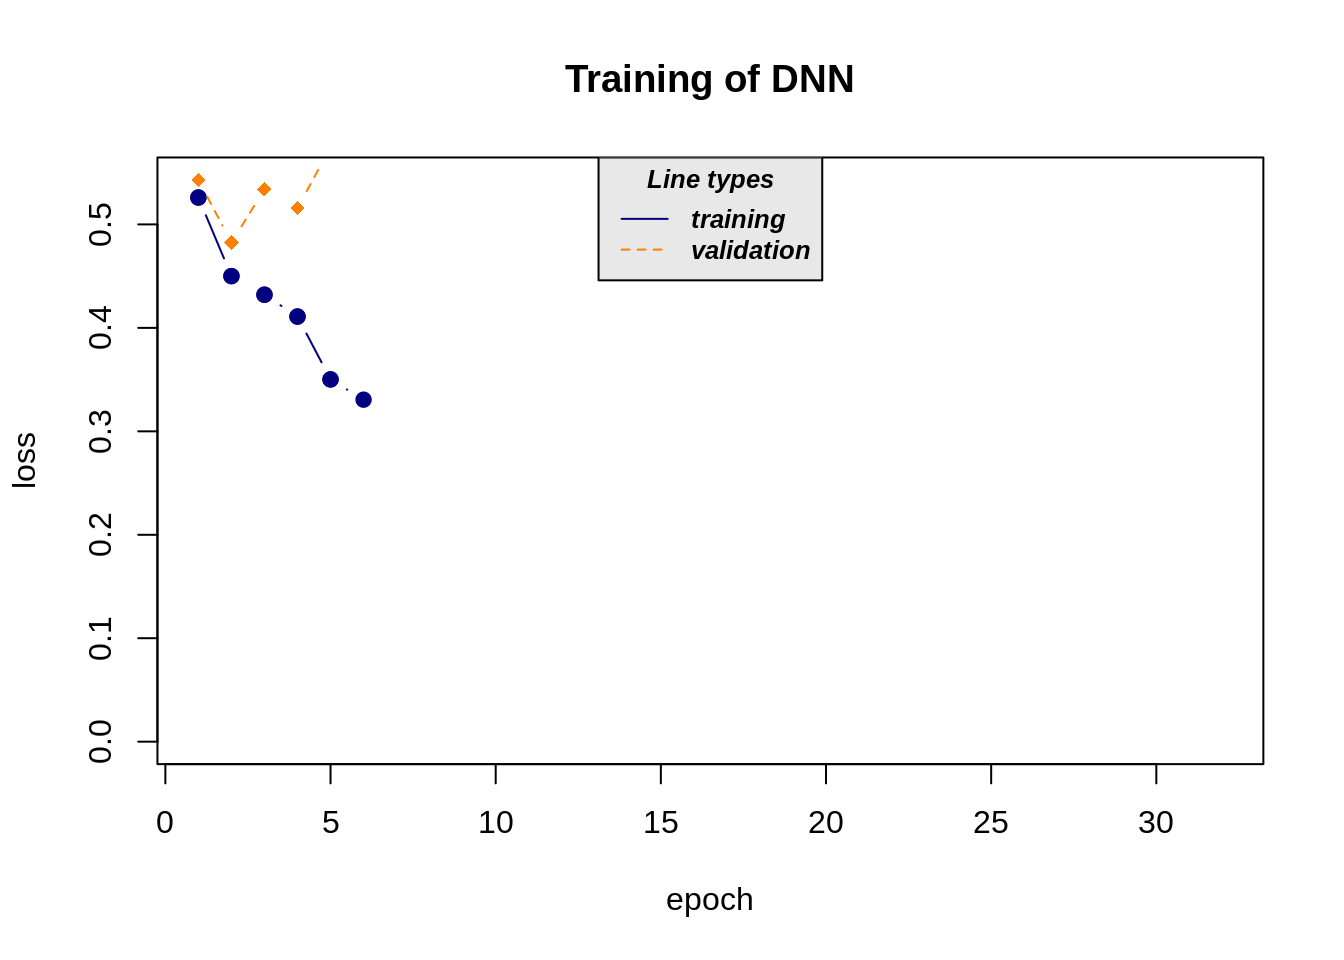 Training of DNN
Line types
training
validation
0.5
0.4
0.3
0.2
0.1
0.0
loss
0 5 10 15 20 25 30
epoch